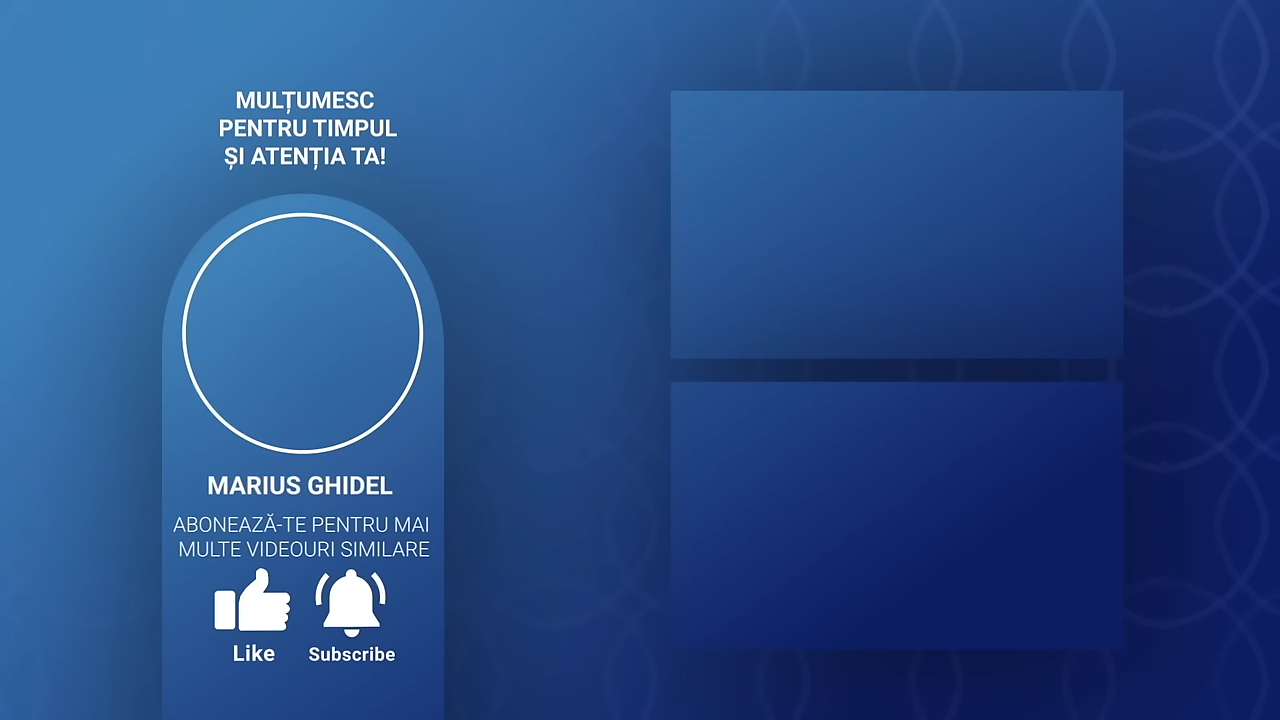 MULȚUMESC
PENTRU TIMPUL
ȘI ATENȚIA TA!
MARIUS GHIDEL
ABONEAZĂ-TE PENTRU MAI
MULTE VIDEOURI SIMILARE
Like Subscribe